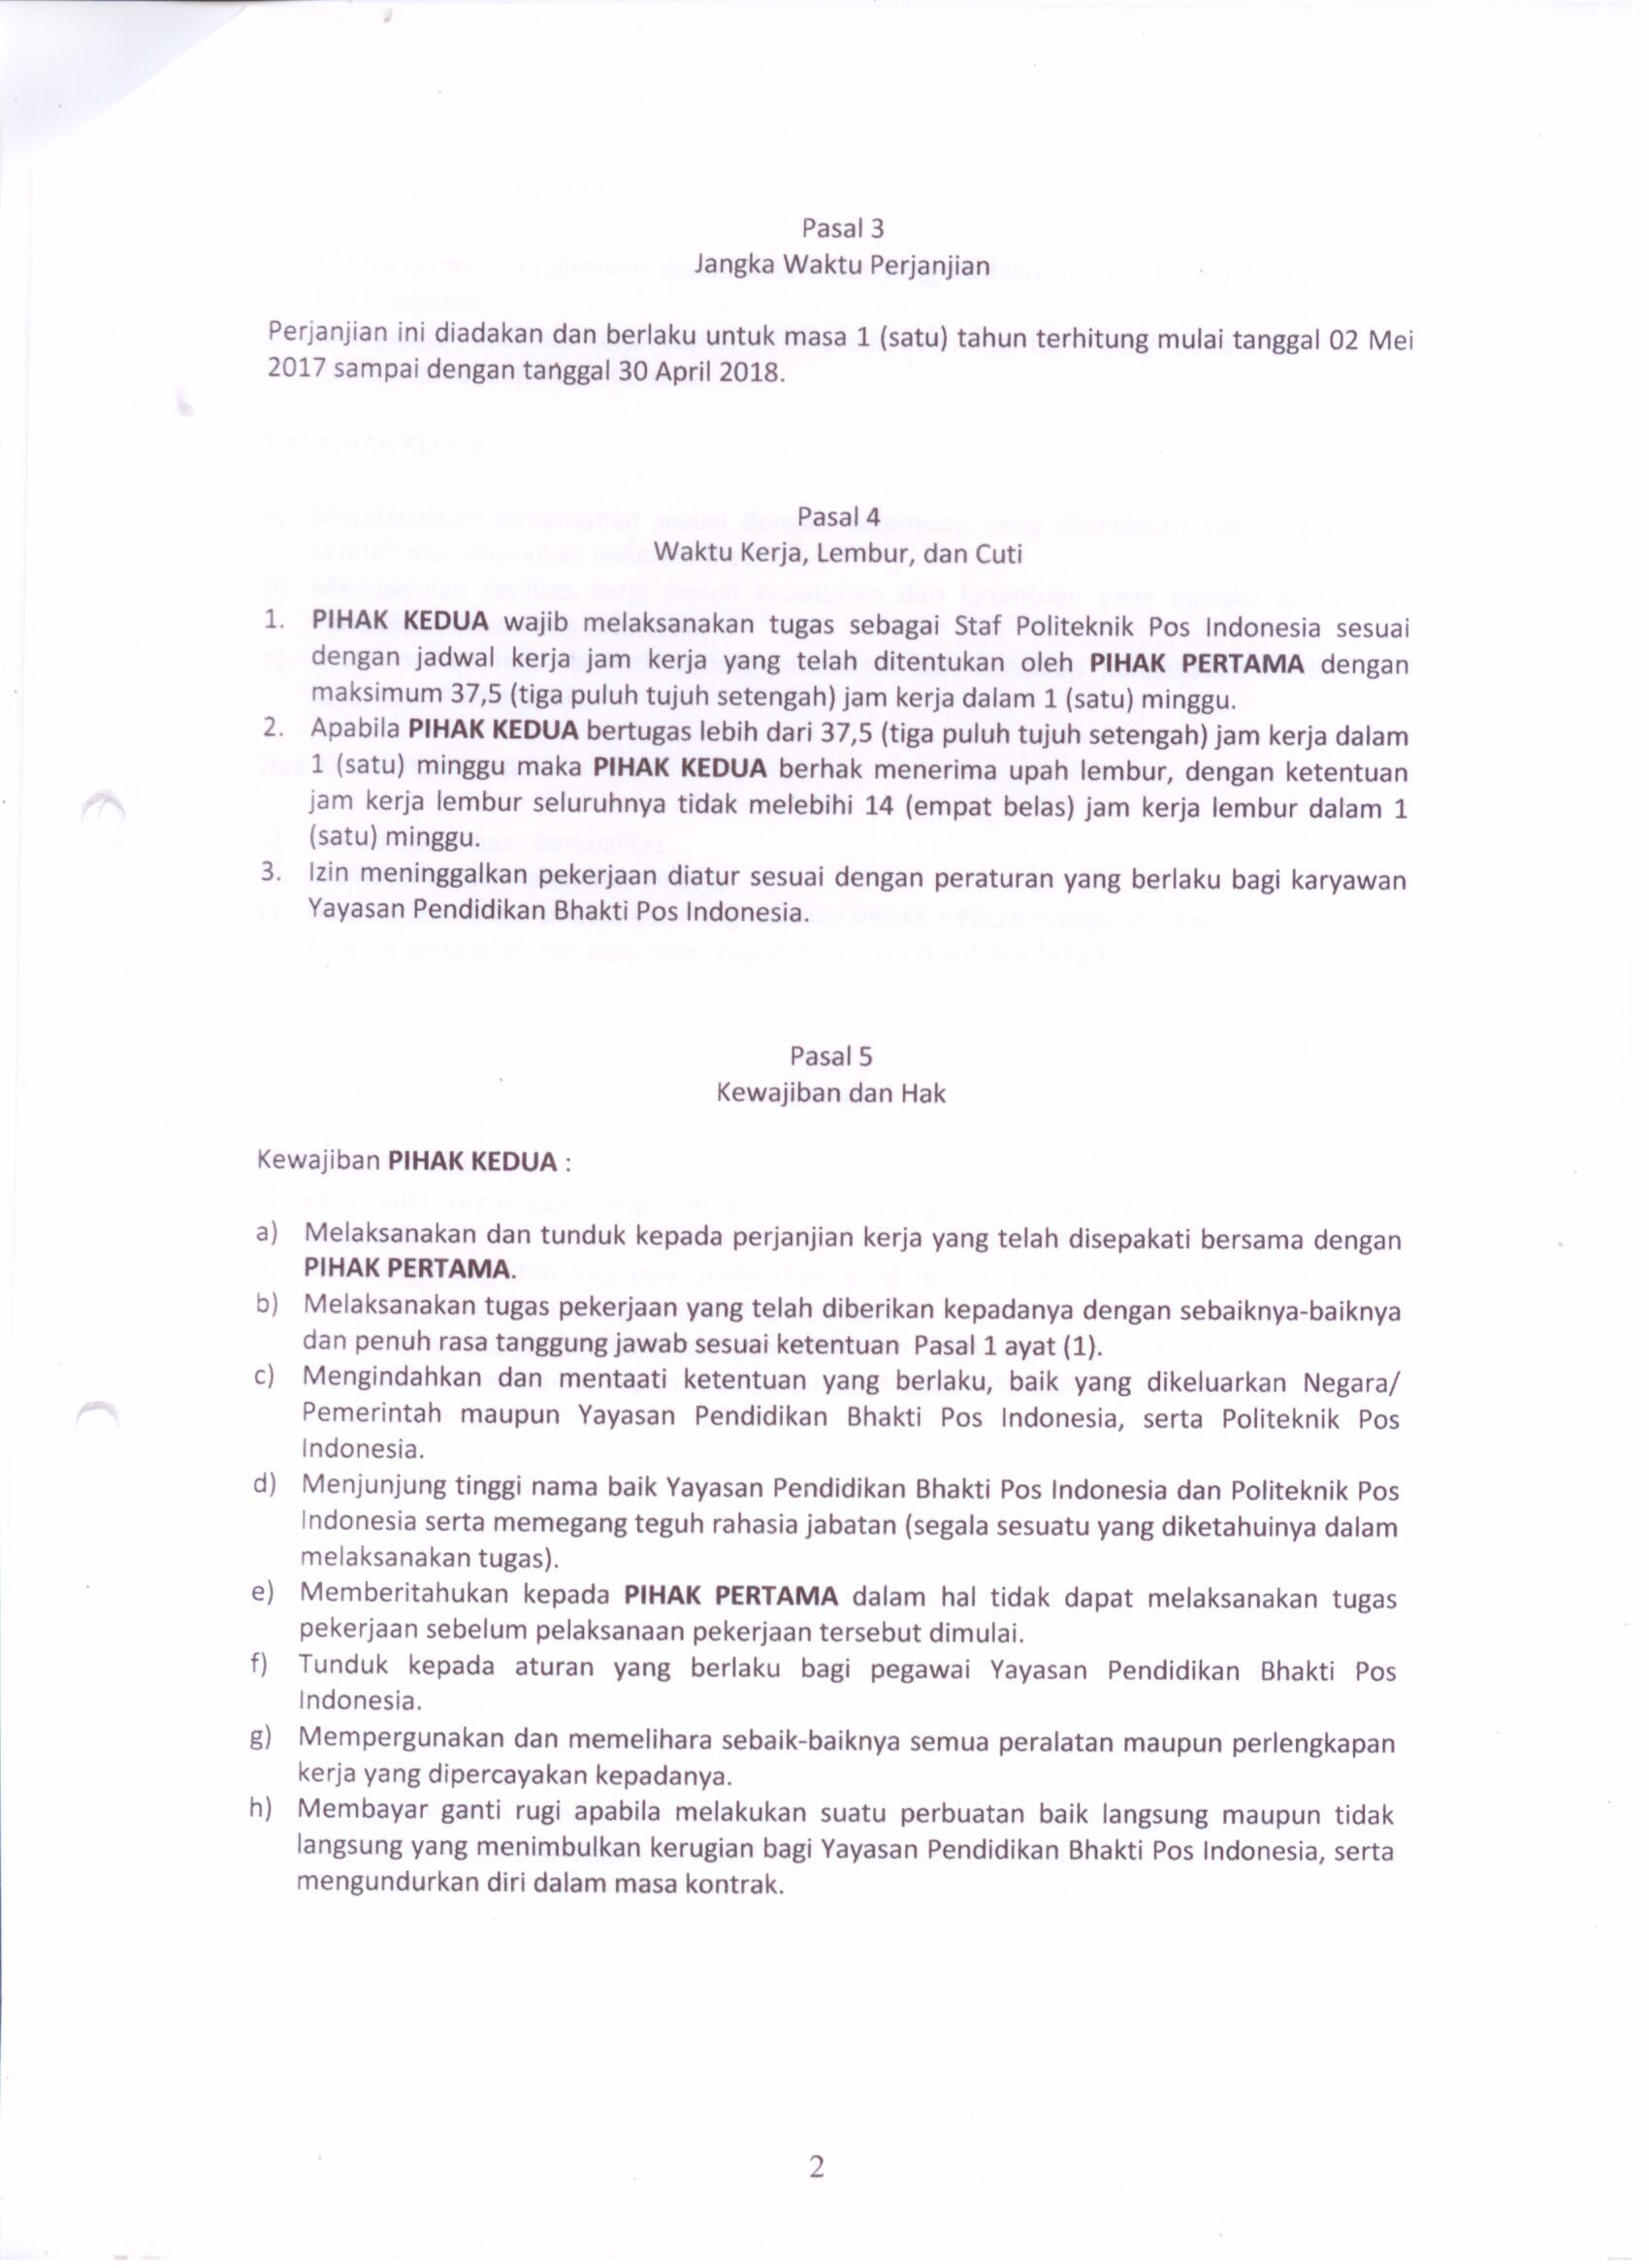 Pasal 3
Jangka Waktu Perjanjian
Perjanjian ini diadakan dan berlaku untuk masa 1 (satu) tahun terhitung mulai tanggal 02 Mei
2017 sampai dengan tanggal 30 April 2018.
Pasal 4
Waktu Kerja, Lembur, dan Cuti
1. PIHAK KEDUA wajib melaksanakan tugas sebagai Staf Politeknik Pos Indonesia sesuai
dengan jadwal kerja jam kerja yang telah ditentukan oleh PIHAK PERTAMA dengan
maksimum 37,5 (tiga puluh tujuh setengah) jam kerja dalam 1 (satu) minggu.
2. Apabila PIHAK KEDUA bertugas lebih dari 37,5 (tiga puluh tujuh setengah) jam kerja dalam
1 (satu) minggu maka PIHAK KEDUA berhak menerima upah lembur, dengan ketentuan
jam kerja lembur seluruhnya tidak melebihi 14 (empat belas) jam kerja lembur dalam 1
(satu) minggu.
3. Izin meninggalkan pekerjaan diatur sesuai dengan peraturan yang berlaku bagi karyawan
Yayasan Pendidikan Bhakti Pos Indonesia.
Pasal 5
Kewajiban dan Hak
Kewajiban PIHAK KEDUA :
a) Melaksanakan dan tunduk kepada perjanjian kerja yang telah disepakati bersama dengan
PIHAK PERTAMA.
b) Melaksanakan tugas pekerjaan yang telah diberikan kepadanya dengan sebaiknya-baiknya
dan penuh rasa tanggung jawab sesuai ketentuan Pasal 1 ayat (1).
c) Mengindahkan dan mentaati ketentuan yang berlaku, baik yang dikeluarkan Negara/
Pemerintah maupun Yayasan Pendidikan Bhakti Pos Indonesia, serta Politeknik Pos
Indonesia.
d) Menjunjung tinggi nama baik Yayasan Pendidikan Bhakti Pos Indonesia dan Politeknik Pos
Indonesia serta memegang teguh rahasia jabatan (segala sesuatu yang diketahuinya dalam
melaksanakan tugas).
e) Memberitahukan kepada PIHAK PERTAMA dalam hal tidak dapat melaksanakan tugas
pekerjaan sebelum pelaksanaan pekerjaan tersebut dimulai.
f) Tunduk kepada aturan yang berlaku bagi pegawai Yayasan Pendidikan Bhakti Pos
Indonesia.
g) Mempergunakan dan memelihara sebaik-baiknya semua peralatan maupun perlengkapan
kerja yang dipercayakan kepadanya.
h) Membayar ganti rugi apabila melakukan suatu perbuatan baik langsung maupun tidak
langsung yang menimbulkan kerugian bagi Yayasan Pendidikan Bhakti Pos Indonesia, serta
mengundurkan diri dalam masa kontrak.
2